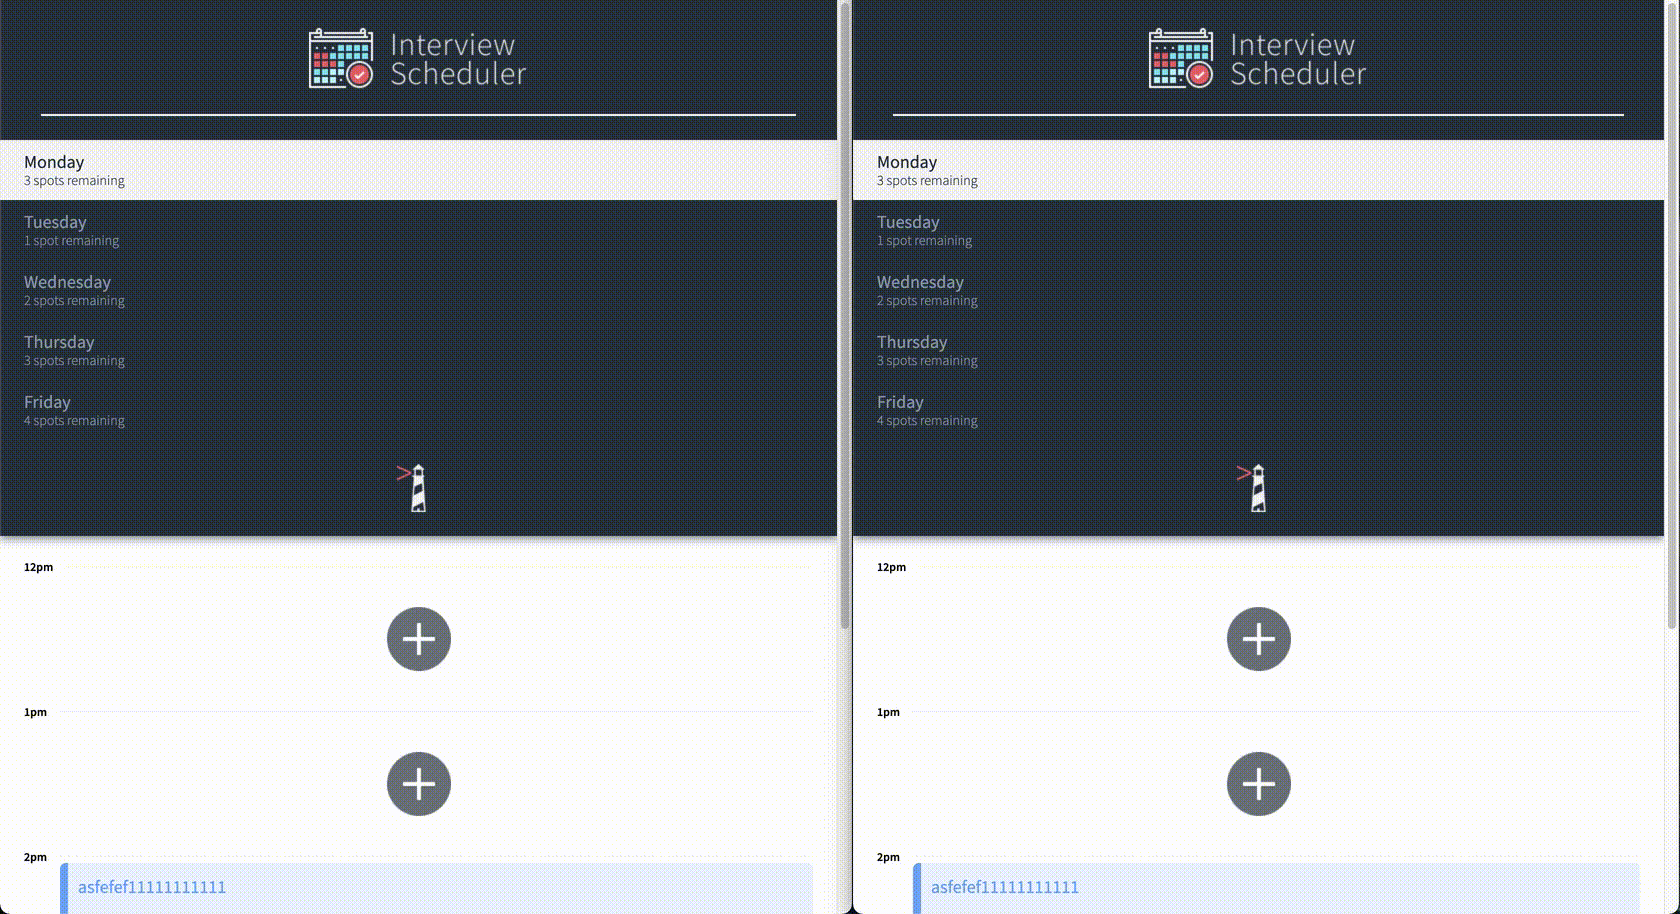 Interview
Scheduler
Monday
3 spots remaining
Tuesday
1 spot remaining
Wednesday
2 spots remaining
Thursday
3 spots remaining
Friday
4 spots remaining
12pm
1pm
2pm
asfefef11111111111
Interview
Scheduler
Monday
3 spots remaining
Tuesday
1 spot remaining
Wednesday
2 spots remaining
Thursday
3 spots remaining
Friday
4 spots remaining
12pm
1pm
2pm
asfefef11111111111